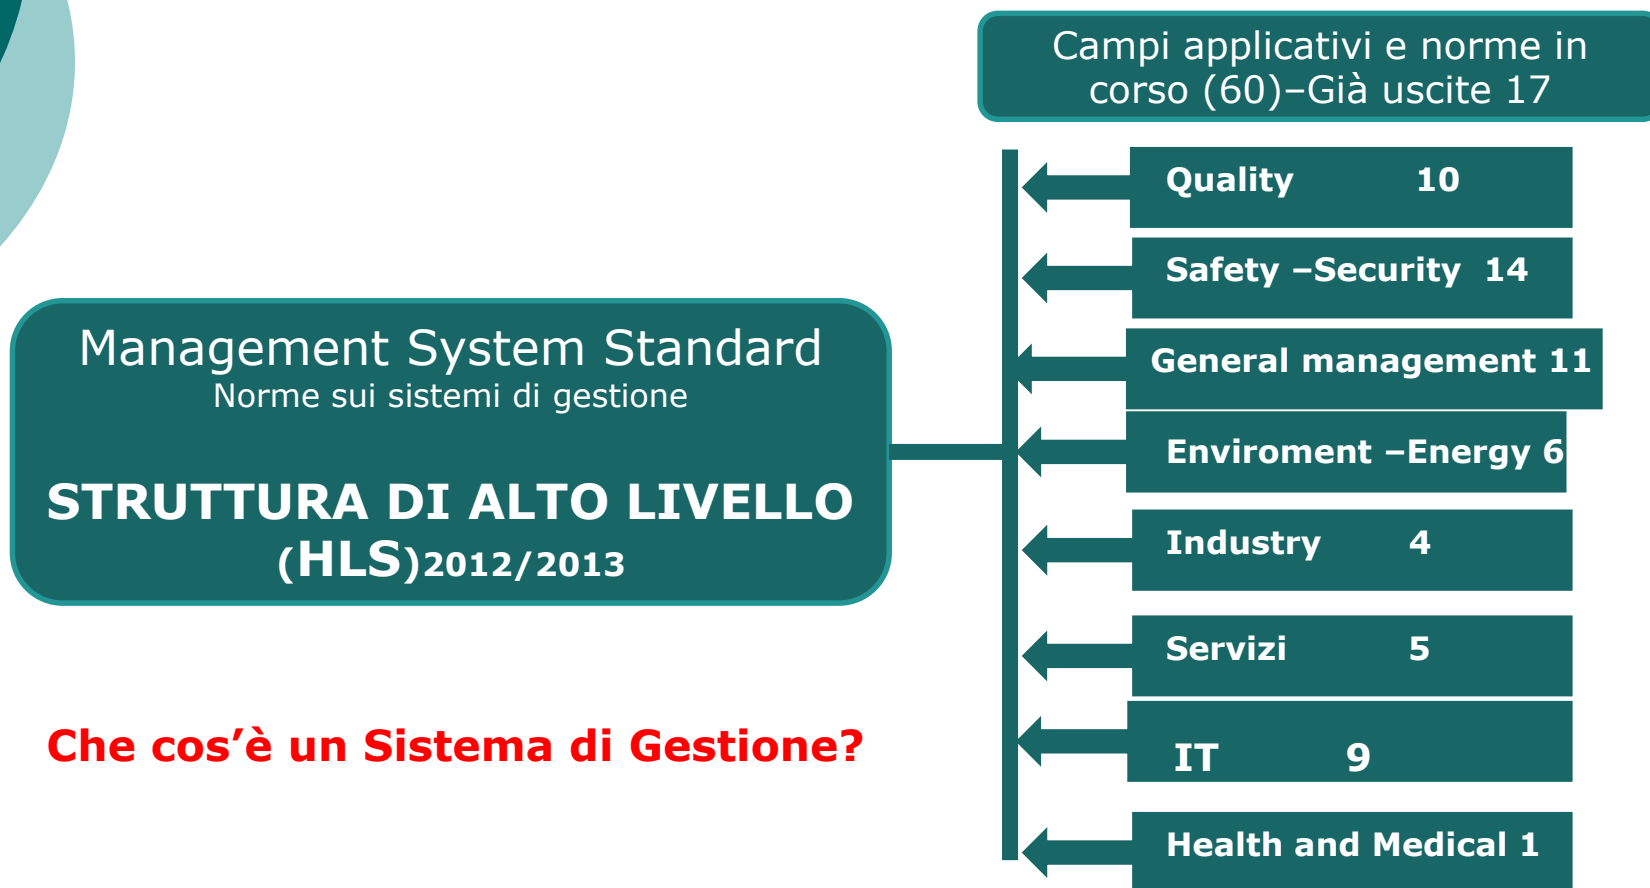 Campi applicativi e norme in
corso (60)–Già uscite 17
Quality 10
Safety –Security 14
General management 11
Enviroment –Energy 6
Industry 4
Servizi 5
IT 9
Health and Medical 1
Management System Standard
Norme sui sistemi di gestione
STRUTTURA DI ALTO LIVELLO
(HLS)2012/2013
Che cos’è un Sistema di Gestione?